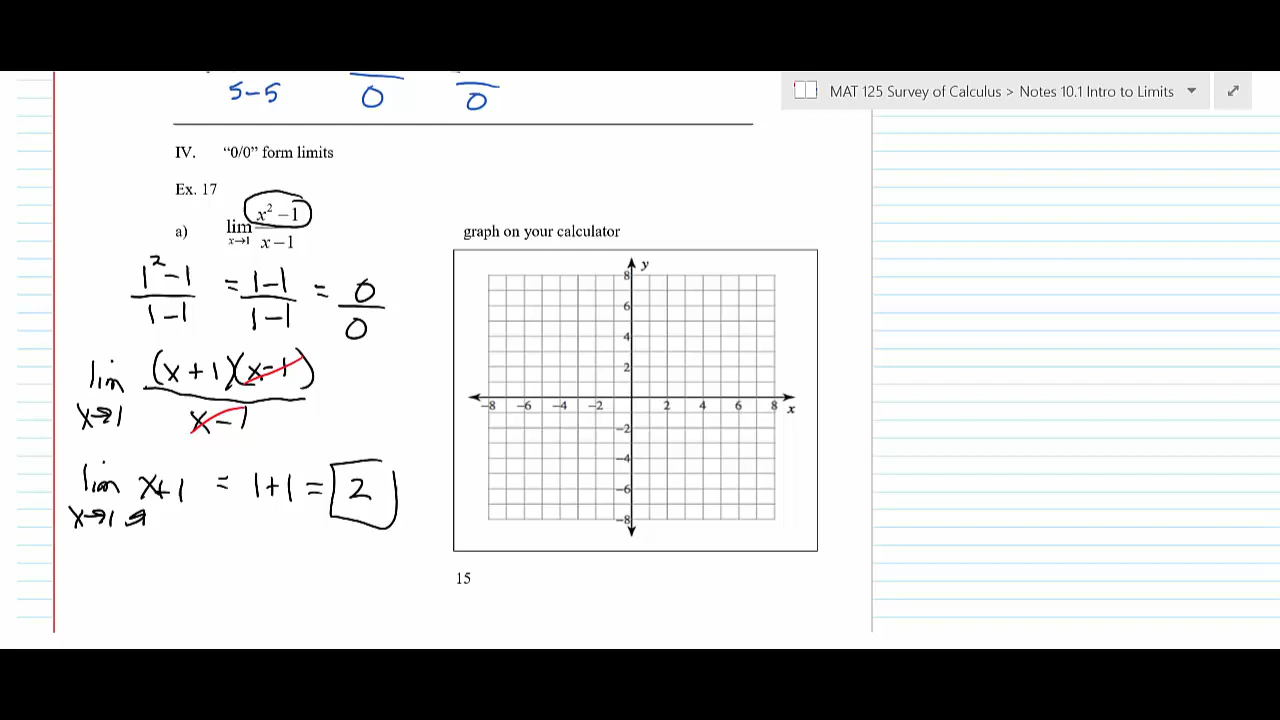 5-5 0 0
MAT 125 Survey of Calculus > Notes 10.1 Intro to Limits
IV. “0/0” form limits
Ex. 17
a) lim x→1 x² − 1 / x − 1
graph on your calculator
1² - 1 / 1 - 1 = 1 - 1 / 1 - 1 = 0 / 0
lim x→1 (x + 1)(x - 1) / x - 1
lim x→1 x+1 = 1+1 = 2
y
8
6
4
2
−8 −6 −4 −2 2 4 6 8 x
−2
−4
−6
−8
15